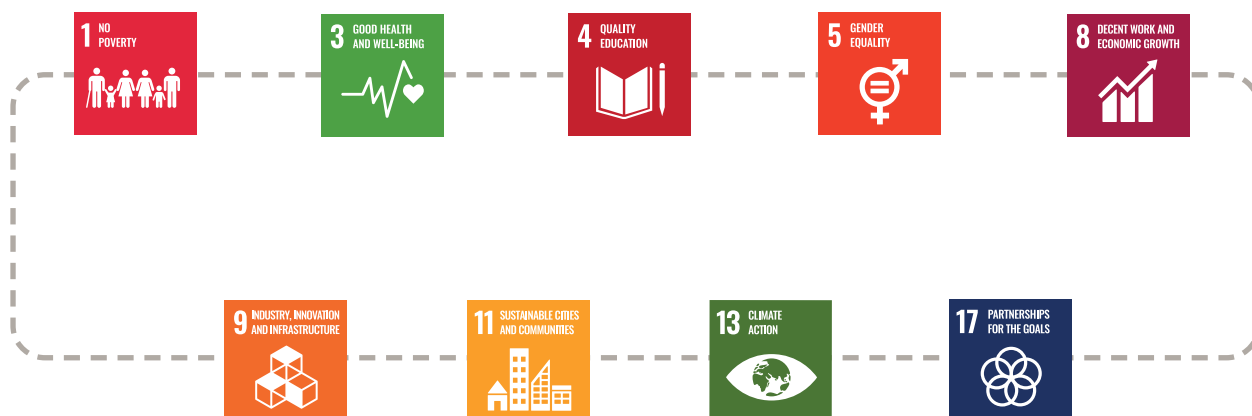 1 NO
POVERTY
3 GOOD HEALTH
AND WELL-BEING
4 QUALITY
EDUCATION
5 GENDER
EQUALITY
8 DECENT WORK AND
ECONOMIC GROWTH
9 INDUSTRY, INNOVATION
AND INFRASTRUCTURE
11 SUSTAINABLE CITIES
AND COMMUNITIES
13 CLIMATE
ACTION
17 PARTNERSHIPS
FOR THE GOALS